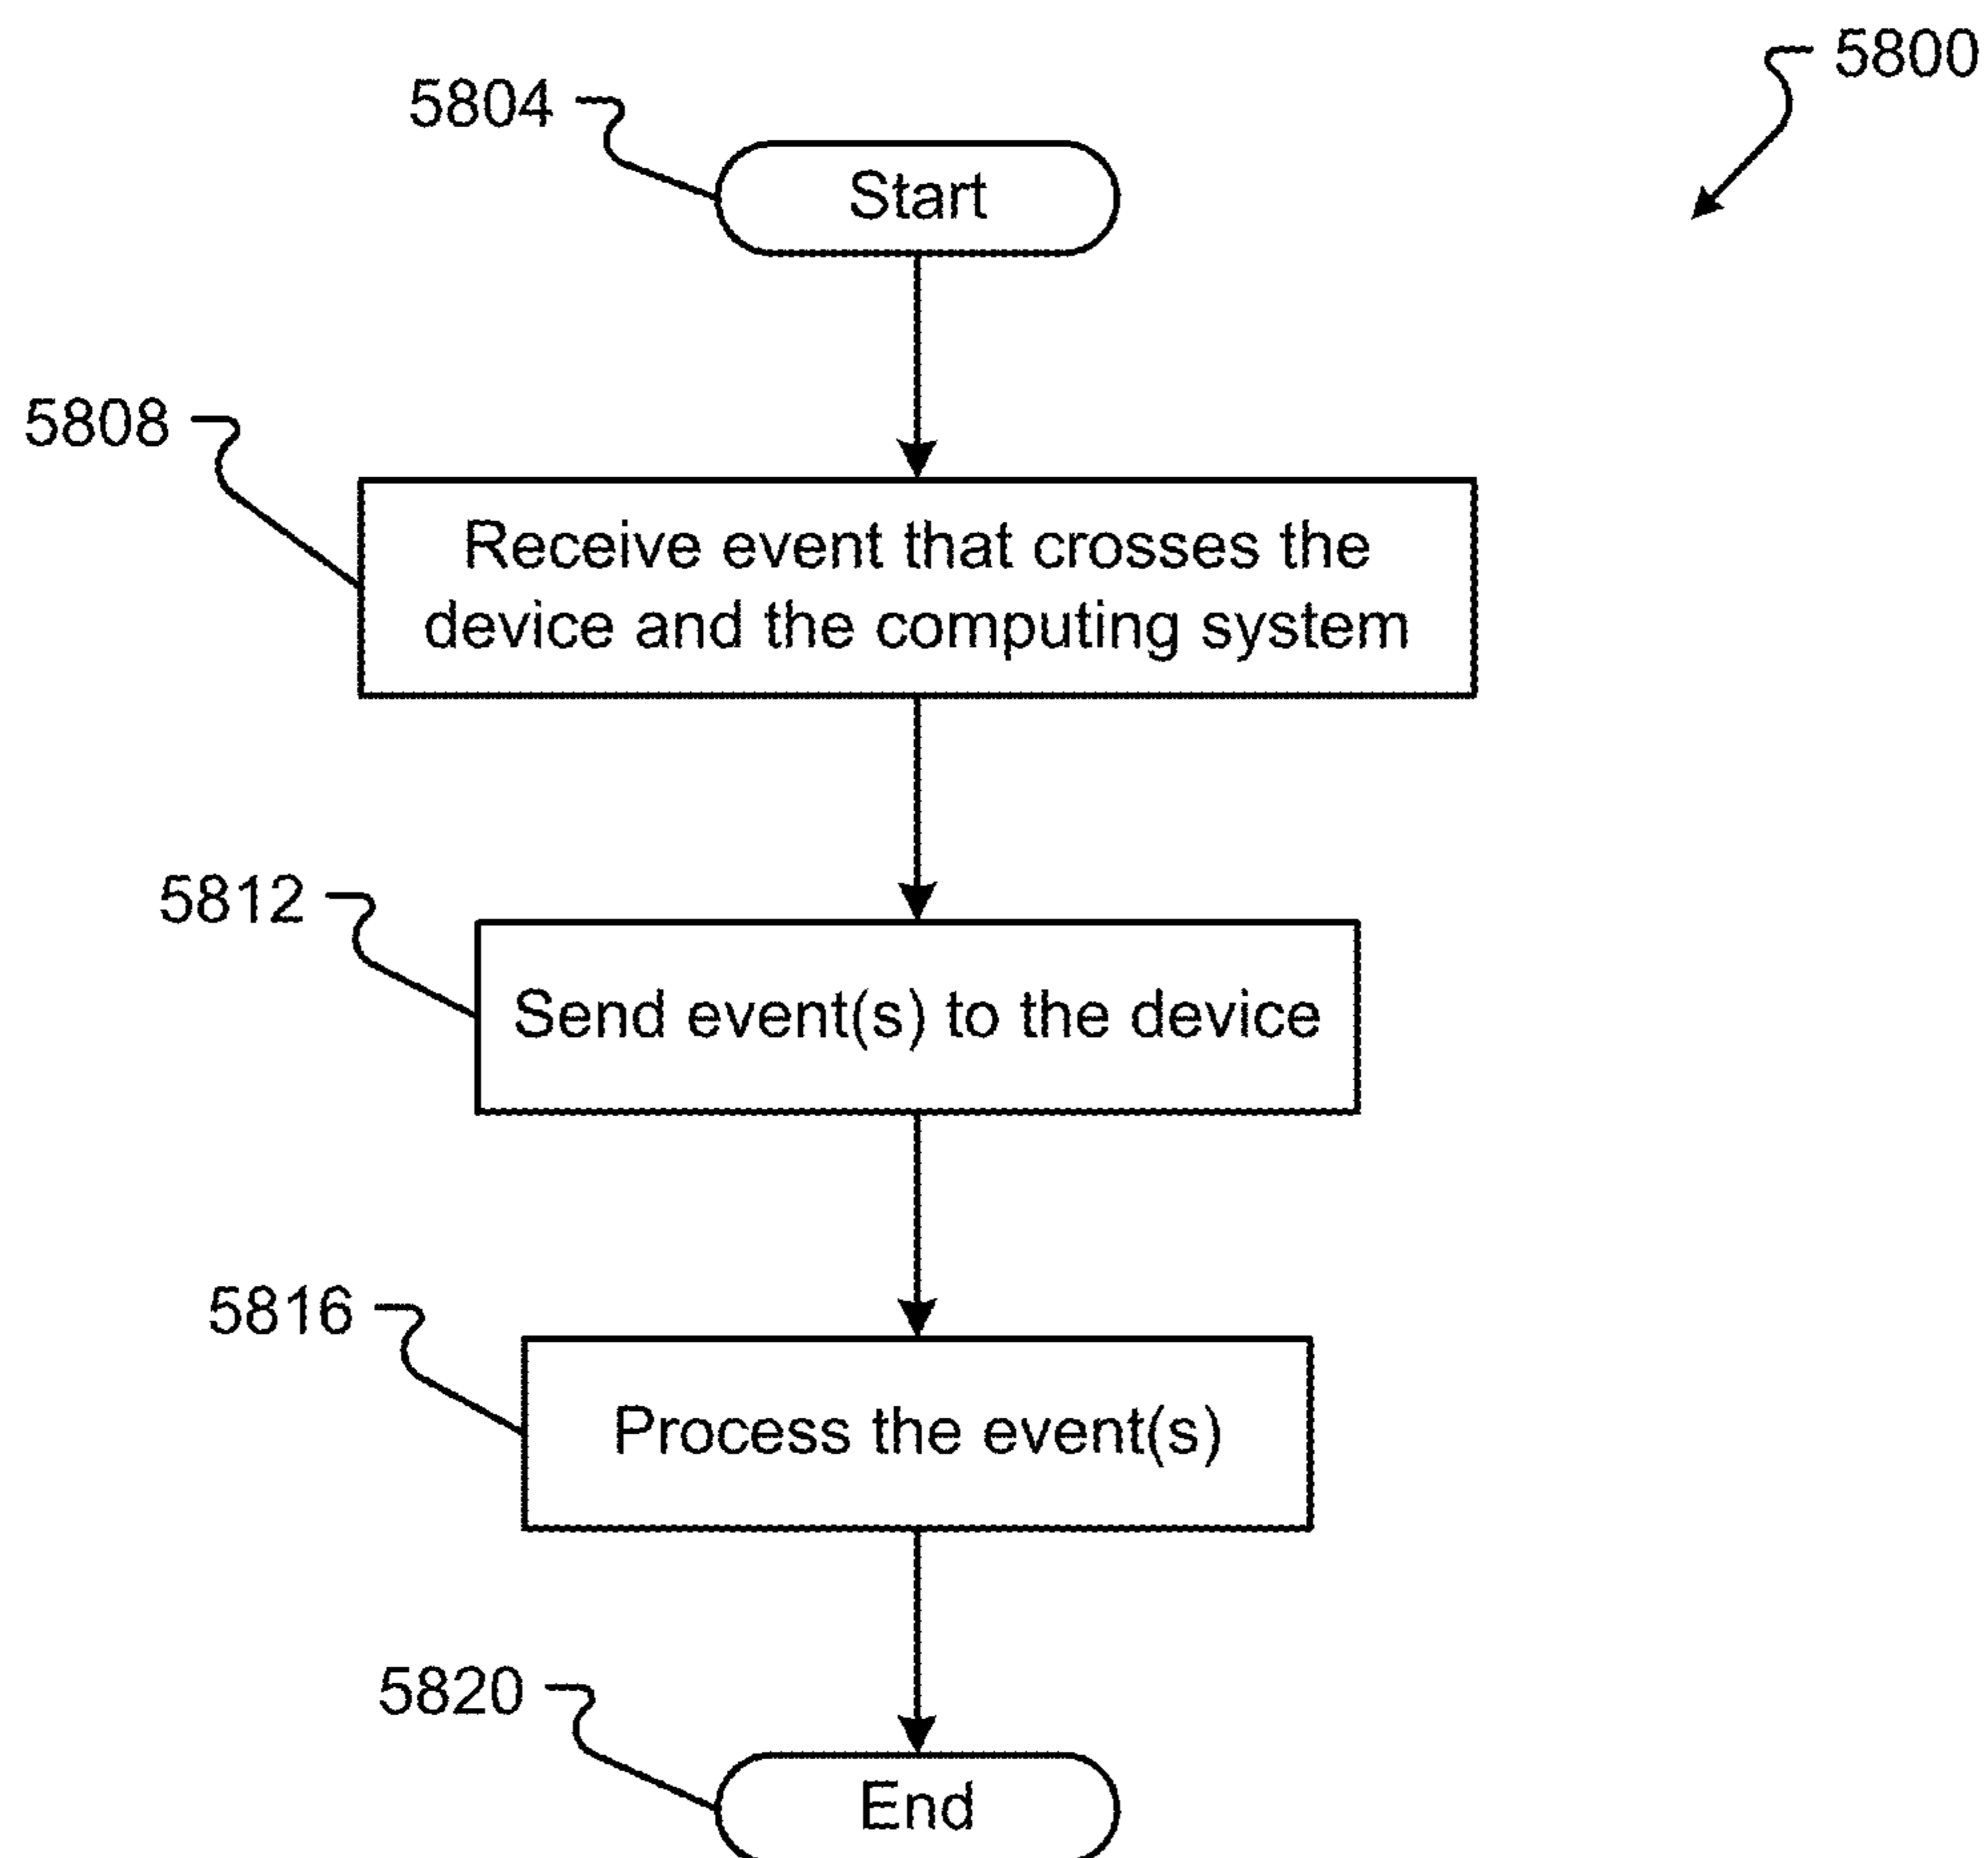 5800
5804
Start
5808
Receive event that crosses the
device and the computing system
5812
Send event(s) to the device
5816
Process the event(s)
5820
End